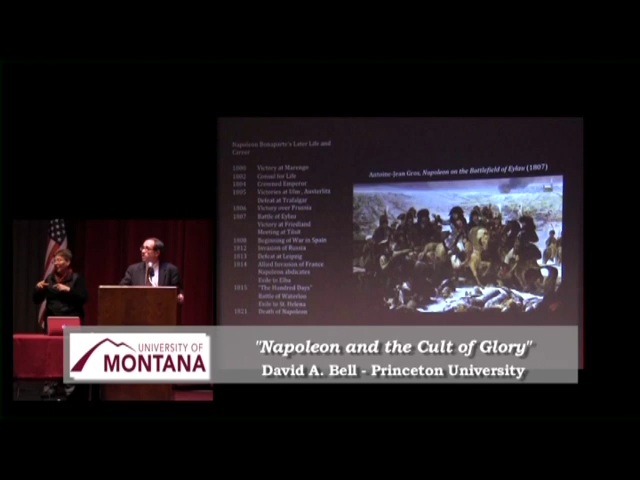 Napoleon Bonaparte's Later Life and
Career
1800 Victory at Marengo
1802 Consul for Life
1804 Crowned Emperor
1805 Victories at Ulm, Austerlitz
Defeat at Trafalgar
1806 Victory over Prussia
1807 Battle of Eylau
Victory at Friedland
Meeting at Tilsit
1808 Beginning of War in Spain
1812 Invasion of Russia
1813 Defeat at Leipzig
1814 Allied Invasion of France
Napoleon abdicates
Exile to Elba
1815 "The Hundred Days"
Battle of Waterloo
Exile to St. Helena
1821 Death of Napoleon
Antoine-Jean Gros, Napoleon on the Battlefield of Eylau (1807)
UNIVERSITY OF
MONTANA
"Napoleon and the Cult of Glory"
David A. Bell - Princeton University